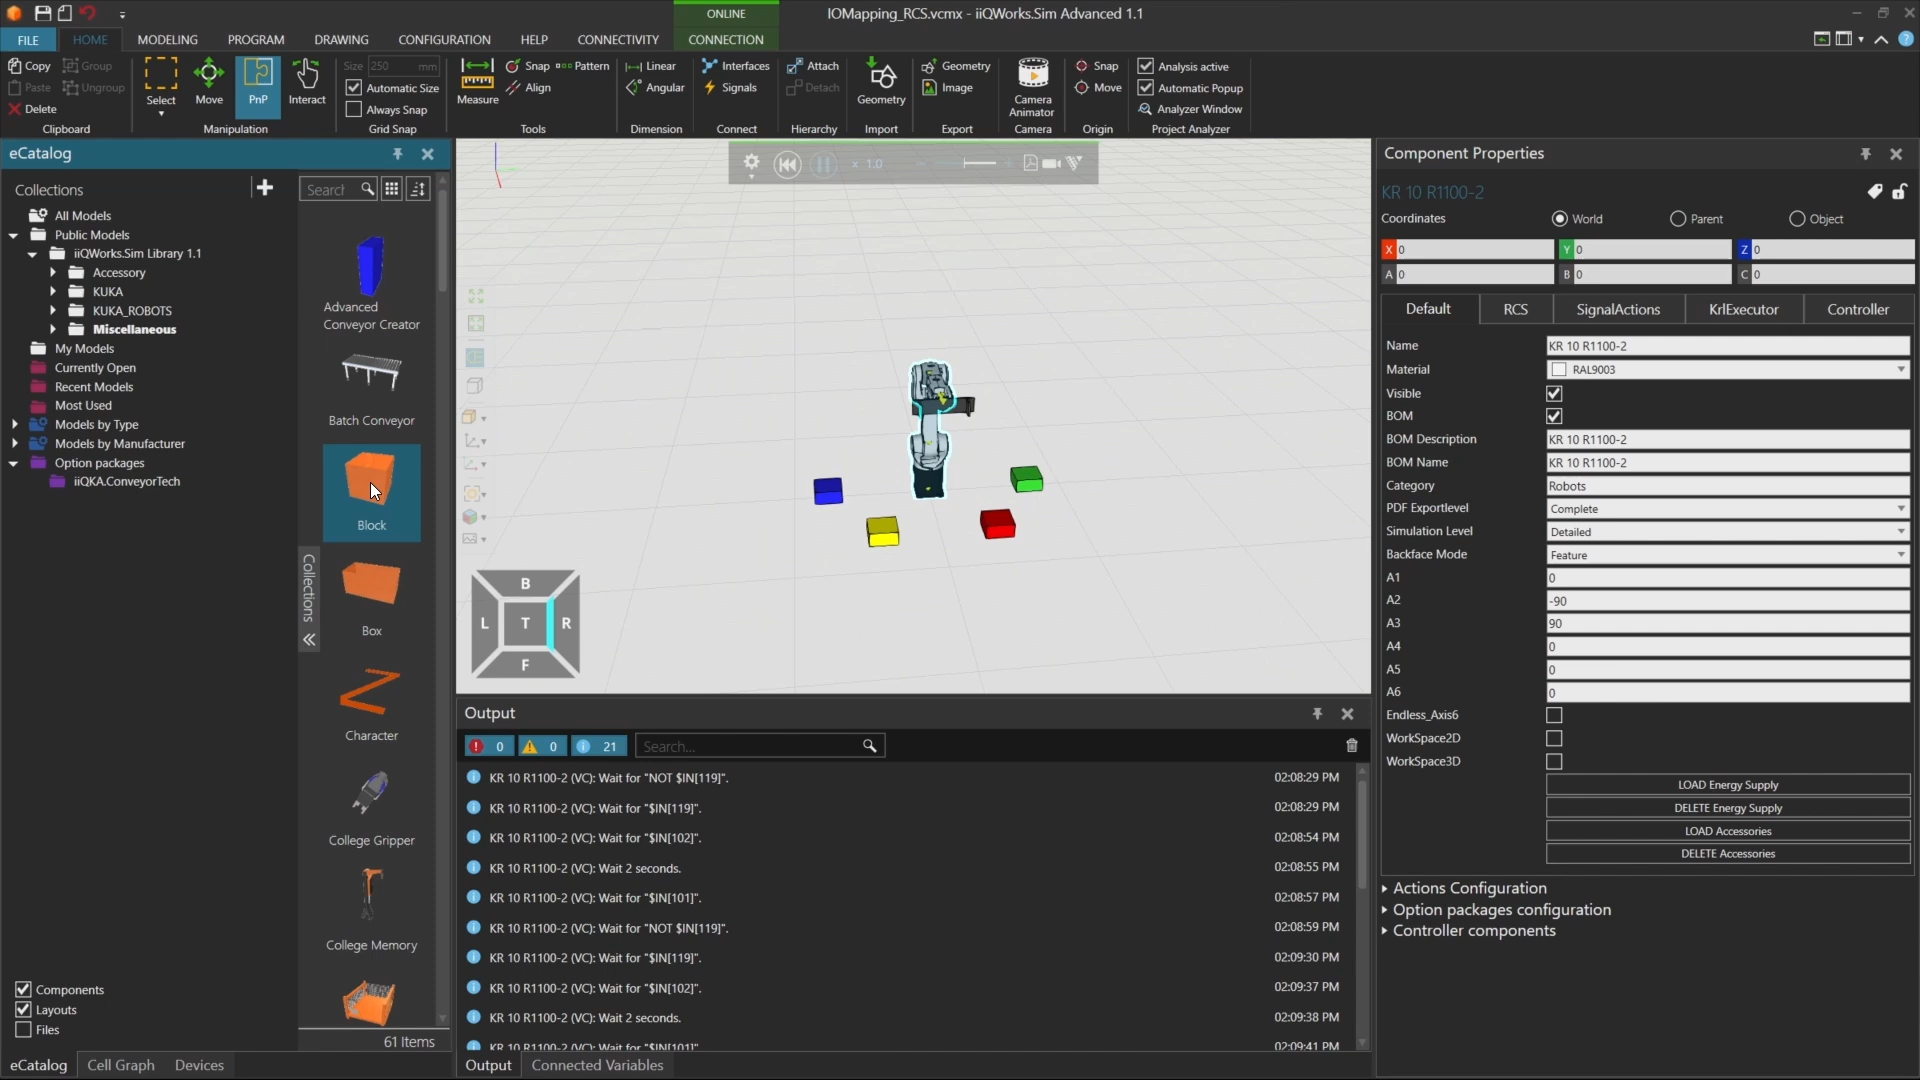 ONLINE
IOMapping_RCS.vcmx - iiQWorks.Sim Advanced 1.1
FILE HOME MODELING PROGRAM DRAWING CONFIGURATION HELP CONNECTIVITY CONNECTION
Copy Group Size 250 mm Snap Pattern Linear Interfaces Attach Geometry Snap Analysis active
Paste Ungroup Select Move PnP Interact Automatic Size Measure Align Angular Signals Detach Geometry Image Camera Animator Move Automatic Popup
Delete Always Snap Analyzer Window
Clipboard Manipulation Grid Snap Tools Dimension Connect Hierarchy Import Export Camera Origin Project Analyzer
eCatalog
Collections
Search
All Models
Public Models
iiQWorks.Sim Library 1.1
Accessory
KUKA
KUKA_ROBOTS
Miscellaneous
My Models
Currently Open
Recent Models
Most Used
Models by Type
Models by Manufacturer
Option packages
iiQKA.ConveyorTech
Components
Layouts
Files
Collections
Advanced
Conveyor Creator
Batch Conveyor
Block
Box
Character
College Gripper
College Memory
61 Items
eCatalog Cell Graph Devices
x 1.0
B
L T R
F
Output
0 0 21 Search...
KR 10 R1100-2 (VC): Wait for "NOT $IN[119]". 02:08:29 PM
KR 10 R1100-2 (VC): Wait for "$IN[119]". 02:08:29 PM
KR 10 R1100-2 (VC): Wait for "$IN[102]". 02:08:54 PM
KR 10 R1100-2 (VC): Wait 2 seconds. 02:08:55 PM
KR 10 R1100-2 (VC): Wait for "$IN[101]". 02:08:57 PM
KR 10 R1100-2 (VC): Wait for "NOT $IN[119]". 02:08:59 PM
KR 10 R1100-2 (VC): Wait for "$IN[119]". 02:09:30 PM
KR 10 R1100-2 (VC): Wait for "$IN[102]". 02:09:37 PM
KR 10 R1100-2 (VC): Wait 2 seconds. 02:09:38 PM
KR 10 R1100-2 (VC): Wait for "$IN[101]". 02:09:41 PM
Output Connected Variables
Component Properties
KR 10 R1100-2
Coordinates World Parent Object
X 0 Y 0 Z 0
A 0 B 0 C 0
Default RCS SignalActions KrlExecutor Controller
Name KR 10 R1100-2
Material RAL9003
Visible
BOM
BOM Description KR 10 R1100-2
BOM Name KR 10 R1100-2
Category Robots
PDF Exportlevel Complete
Simulation Level Detailed
Backface Mode Feature
A1 0
A2 -90
A3 90
A4 0
A5 0
A6 0
Endless_Axis6
WorkSpace2D
WorkSpace3D
LOAD Energy Supply
DELETE Energy Supply
LOAD Accessories
DELETE Accessories
Actions Configuration
Option packages configuration
Controller components